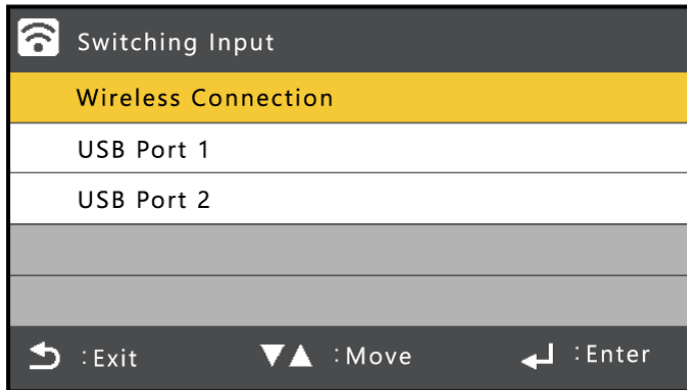 Switching Input
Wireless Connection
USB Port 1
USB Port 2
:Exit ▼▲ :Move :Enter